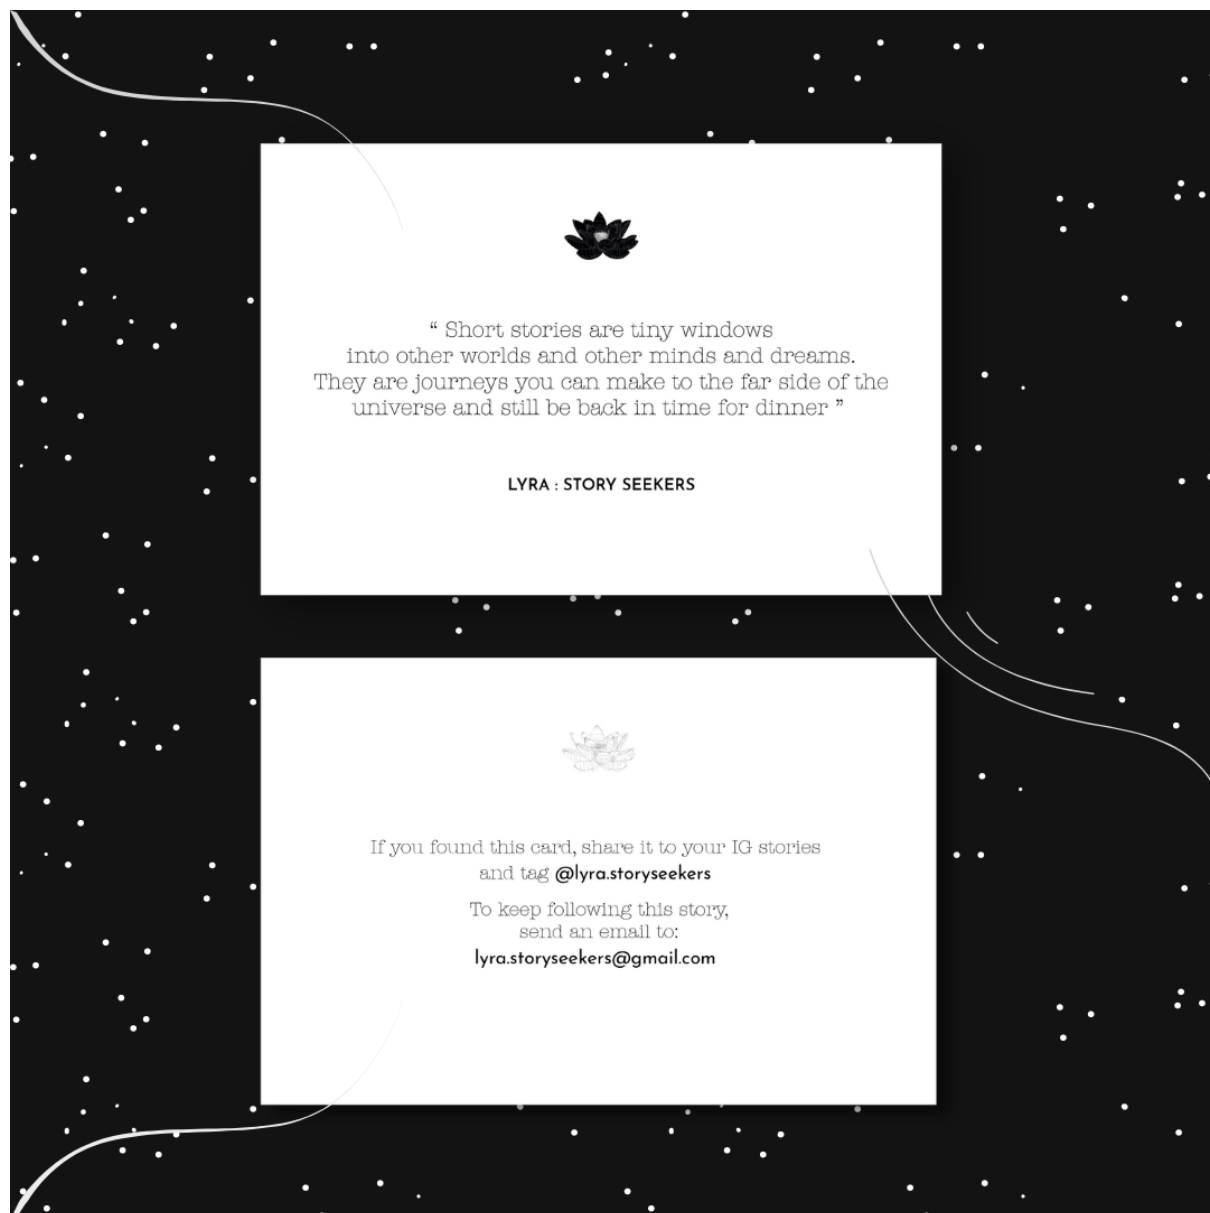 “ Short stories are tiny windows
into other worlds and other minds and dreams.
They are journeys you can make to the far side of the
universe and still be back in time for dinner ”
LYRA : STORY SEEKERS
If you found this card, share it to your IG stories
and tag @lyra.storyseekers
To keep following this story,
send an email to:
lyra.storyseekers@gmail.com